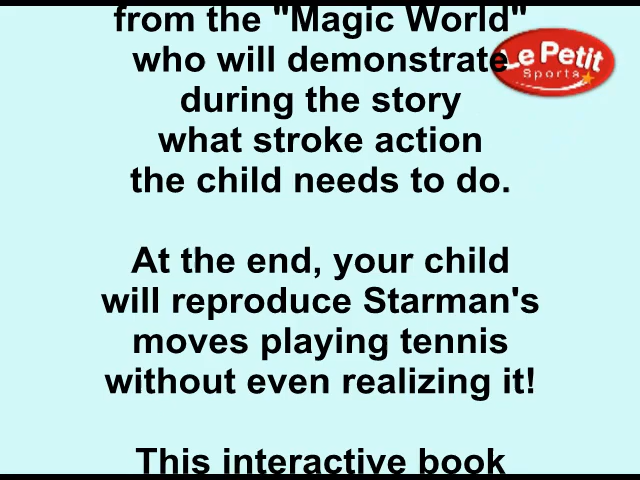 from the "Magic World"
who will demonstrate
during the story
what stroke action
the child needs to do.
At the end, your child
will reproduce Starman's
moves playing tennis
without even realizing it!
This interactive book
Le Petit
Sports